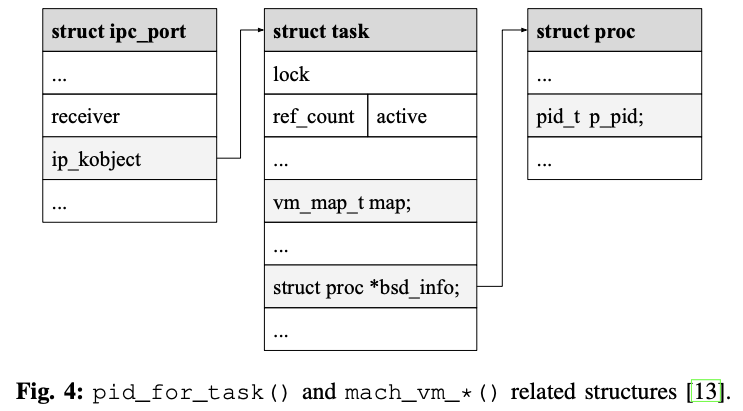 struct ipc_port
...
receiver
ip_kobject
...
struct task
lock
ref_count active
...
vm_map_t map;
...
struct proc *bsd_info;
...
struct proc
...
pid_t p_pid;
...
Fig. 4: pid_for_task() and mach_vm_*() related structures [13].